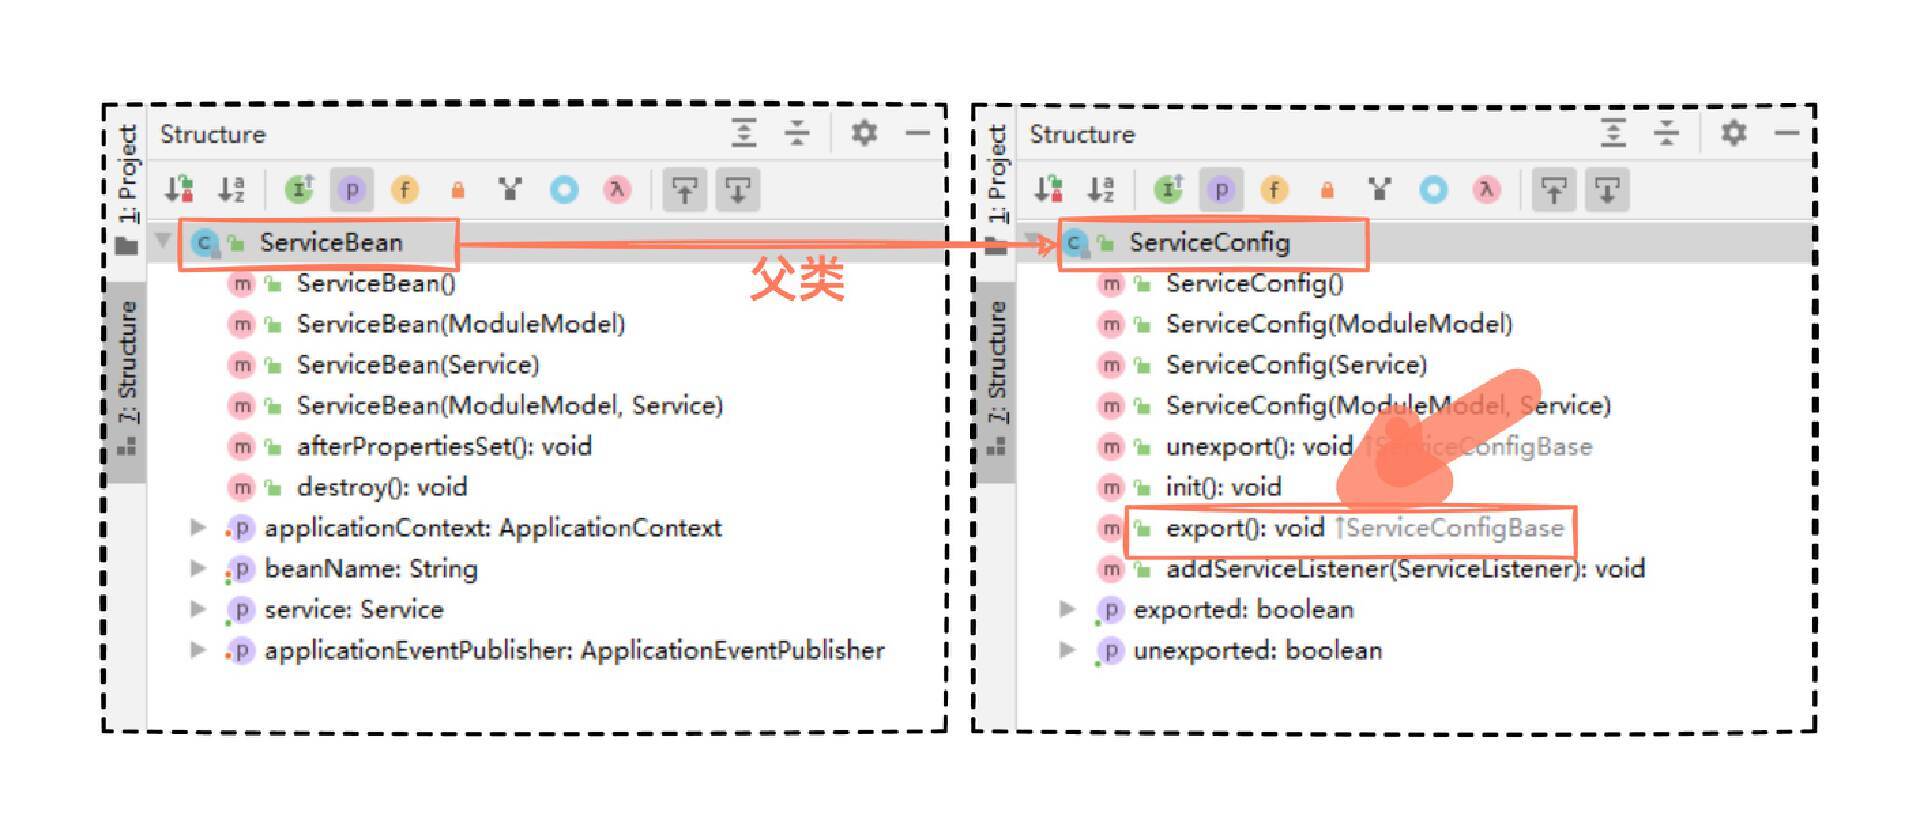 Structure
1: Project
7: Structure
ServiceBean
ServiceBean()
ServiceBean(ModuleModel)
ServiceBean(Service)
ServiceBean(ModuleModel, Service)
afterPropertiesSet(): void
destroy(): void
applicationContext: ApplicationContext
beanName: String
service: Service
applicationEventPublisher: ApplicationEventPublisher
父类
Structure
1: Project
7: Structure
ServiceConfig
ServiceConfig()
ServiceConfig(ModuleModel)
ServiceConfig(Service)
ServiceConfig(ModuleModel, Service)
unexport(): void ↑ServiceConfigBase
init(): void
export(): void ↑ServiceConfigBase
addServiceListener(ServiceListener): void
exported: boolean
unexported: boolean